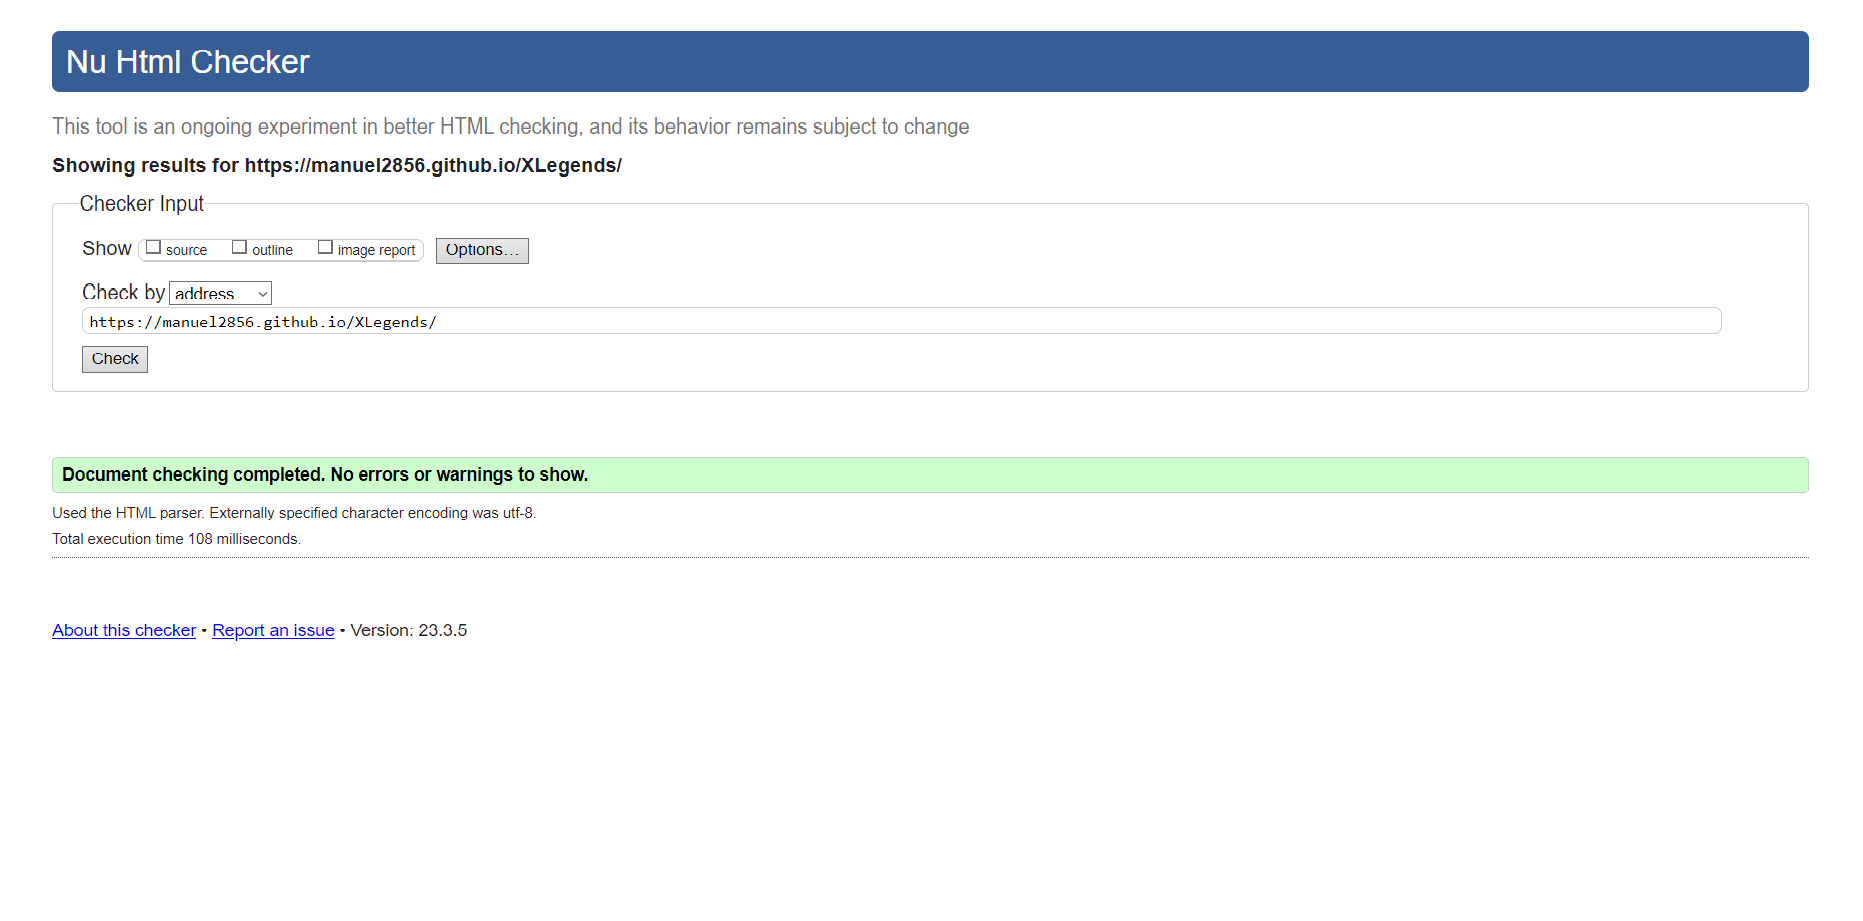 Nu Html Checker
This tool is an ongoing experiment in better HTML checking, and its behavior remains subject to change
Showing results for https://manuel2856.github.io/XLegends/
Checker Input
Show source outline image report Options...
Check by address
https://manuel2856.github.io/XLegends/
Check
Document checking completed. No errors or warnings to show.
Used the HTML parser. Externally specified character encoding was utf-8.
Total execution time 108 milliseconds.
About this checker • Report an issue • Version: 23.3.5